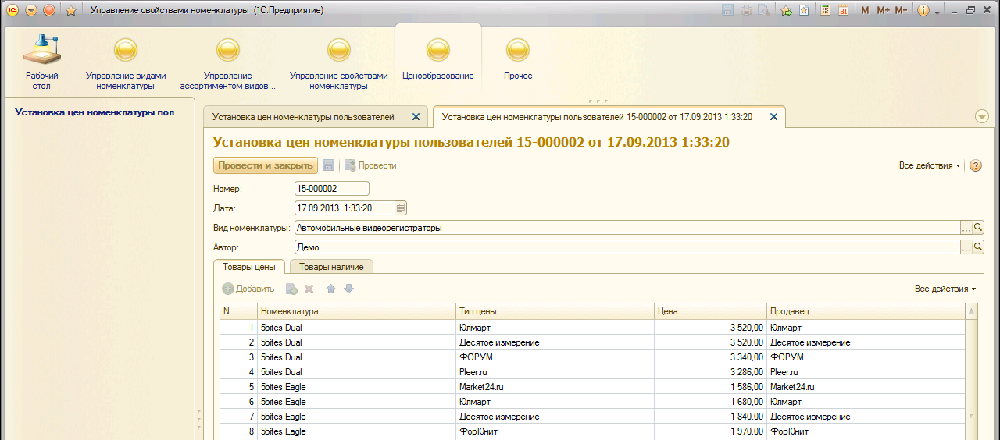 Управление свойствами номенклатуры (1С:Предприятие)
M M+ M-
Рабочий
стол
Управление видами
номенклатуры
Управление
ассортиментом видов...
Управление свойствами
номенклатуры
Ценообразование
Прочее
Установка цен номенклатуры пол...
Установка цен номенклатуры пользователей
Установка цен номенклатуры пользователей 15-000002 от 17.09.2013 1:33:20
Установка цен номенклатуры пользователей 15-000002 от 17.09.2013 1:33:20
Провести и закрыть Провести Все действия
Номер: 15-000002
Дата: 17.09.2013 1:33:20
Вид номенклатуры: Автомобильные видеорегистраторы ...
Автор: Демо ...
Товары цены Товары наличие
Добавить Все действия
N Номенклатура Тип цены Цена Продавец
1 5bites Dual Юлмарт 3 520,00 Юлмарт
2 5bites Dual Десятое измерение 3 520,00 Десятое измерение
3 5bites Dual ФОРУМ 3 340,00 ФОРУМ
4 5bites Dual Pleer.ru 3 286,00 Pleer.ru
5 5bites Eagle Market24.ru 1 586,00 Market24.ru
6 5bites Eagle Юлмарт 1 680,00 Юлмарт
7 5bites Eagle Десятое измерение 1 840,00 Десятое измерение
8 5bites Eagle ФорЮнит 1 970,00 ФорЮнит